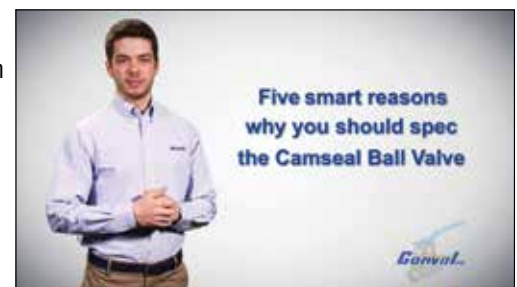 Five smart reasons
why you should spec
the Camseal Ball Valve
Conval